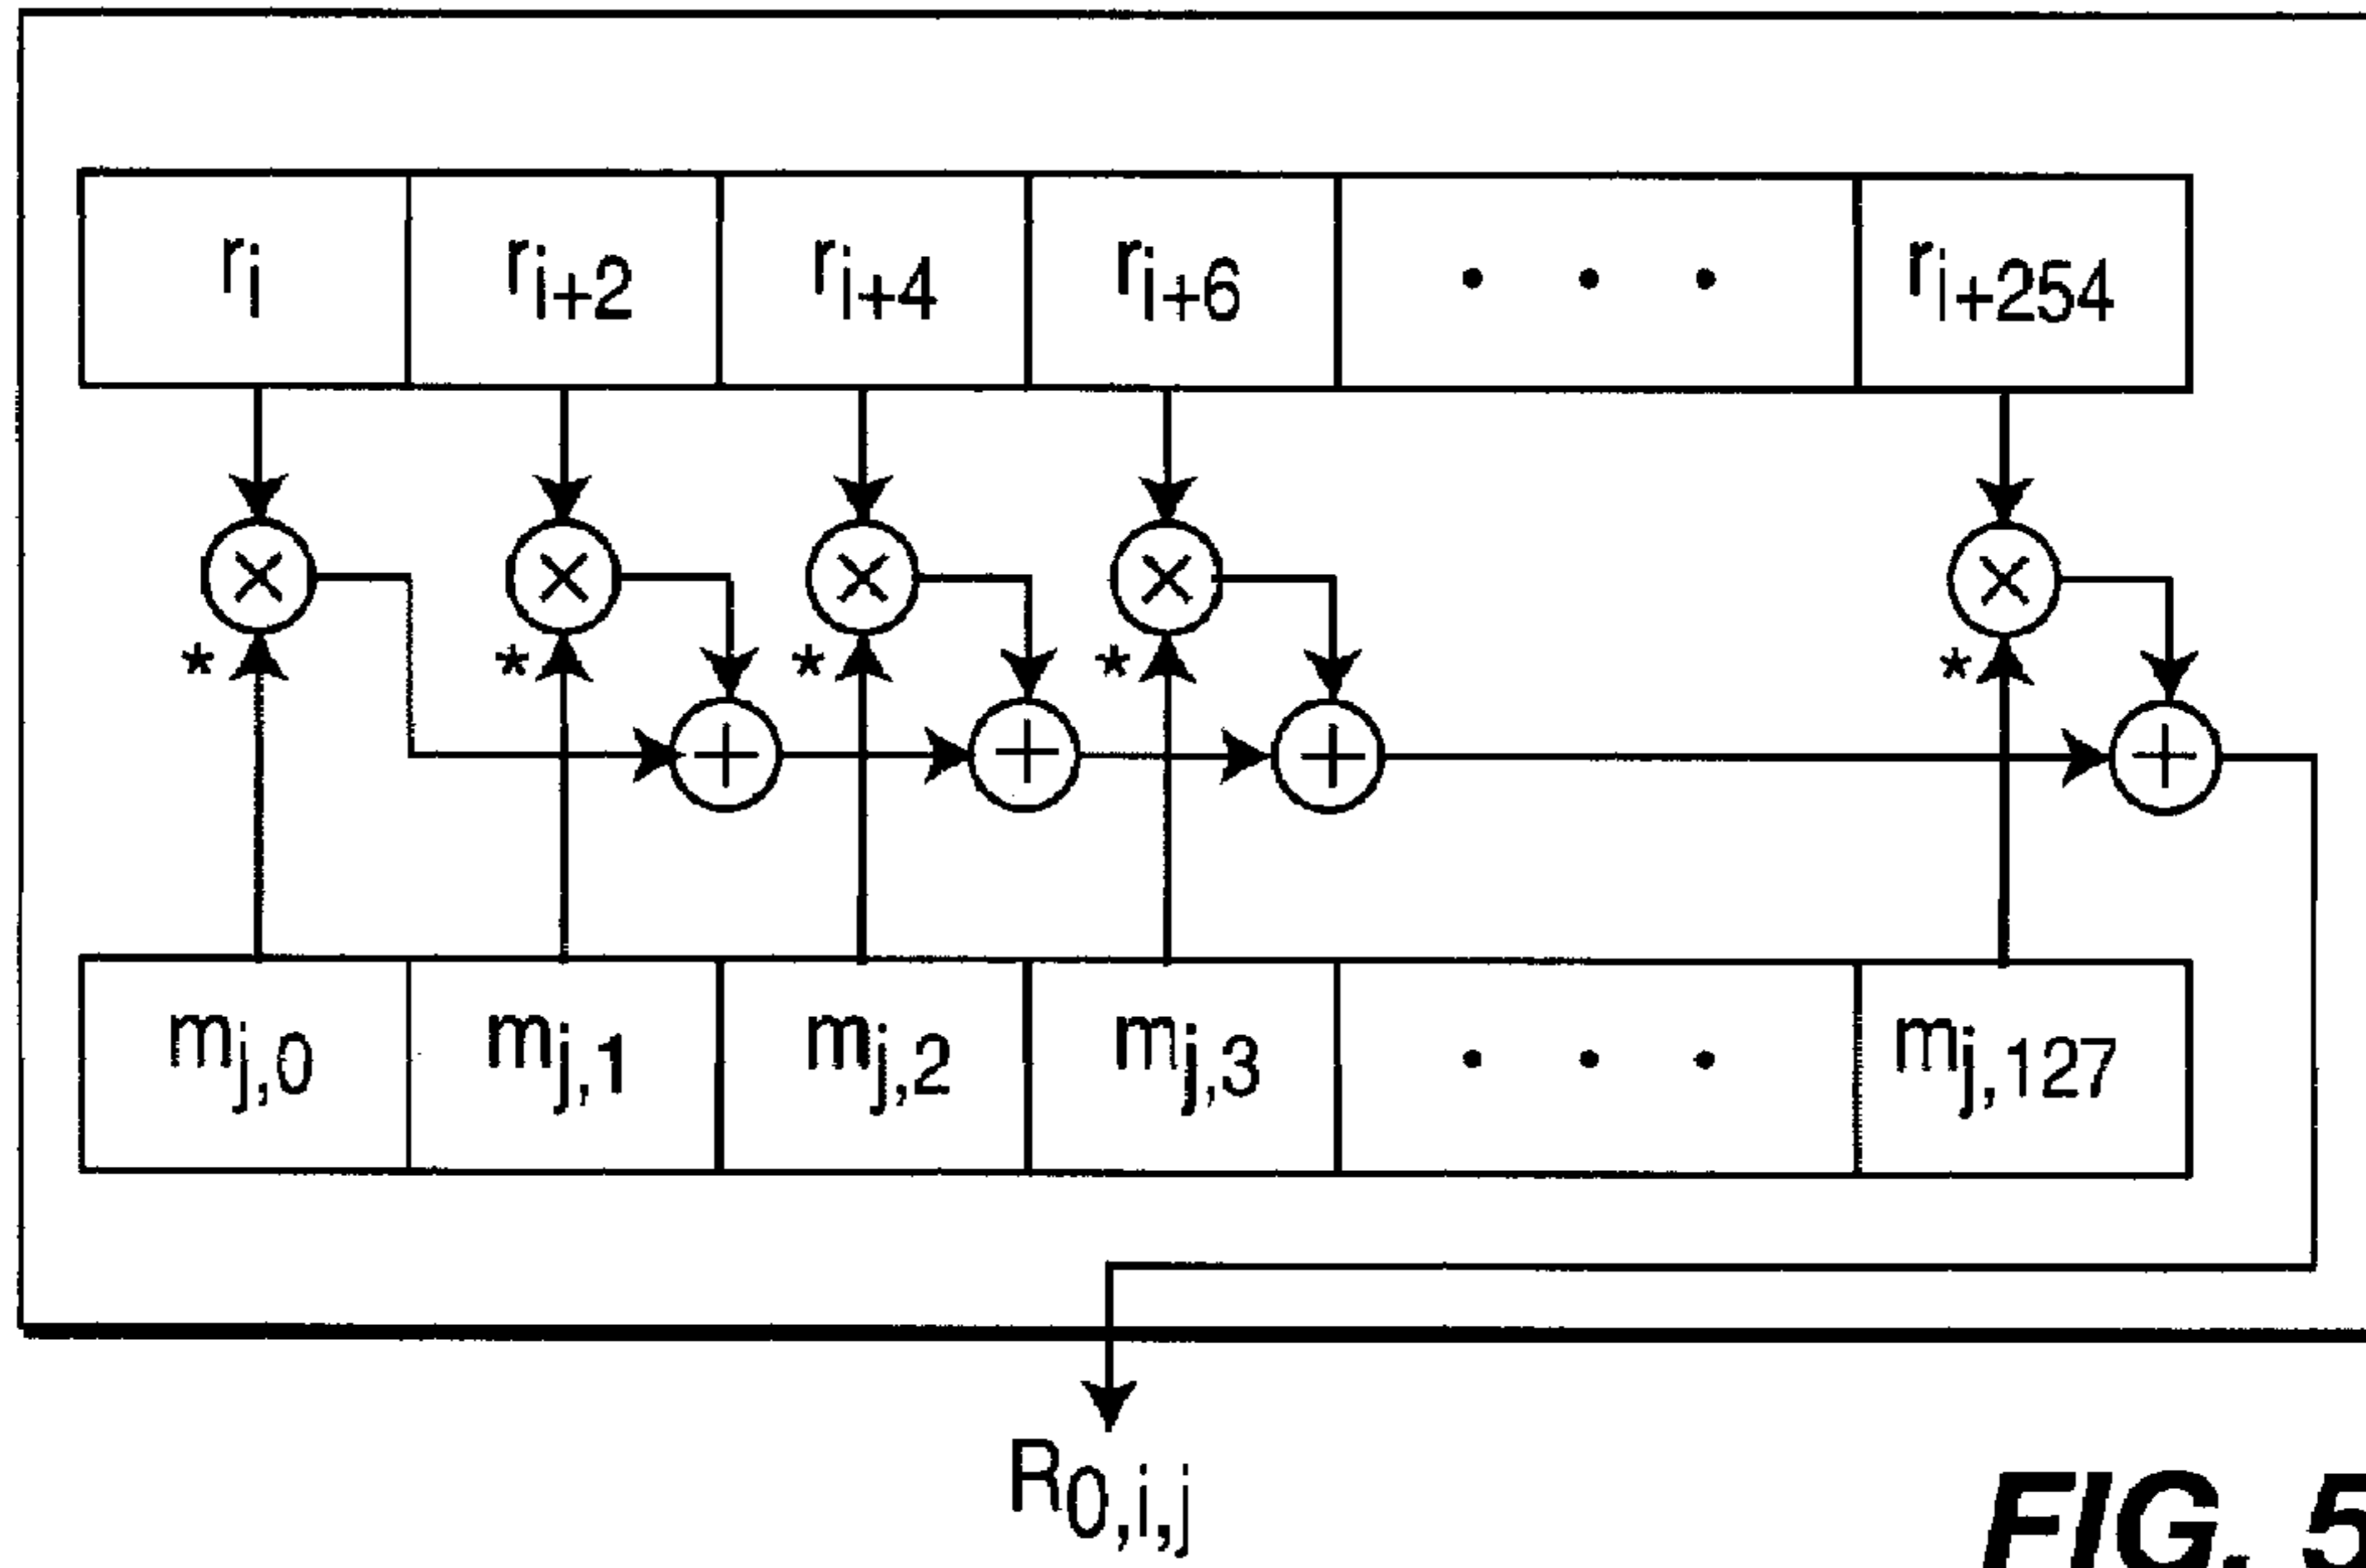 r_i r_{i+2} r_{i+4} r_{i+6} . . . r_{i+254}
× × × × ×
* * * * *
+ + + +
m_{j,0} m_{j,1} m_{j,2} m_{j,3} . . . m_{j,127}
R_{0,i,j}
FIG. 5